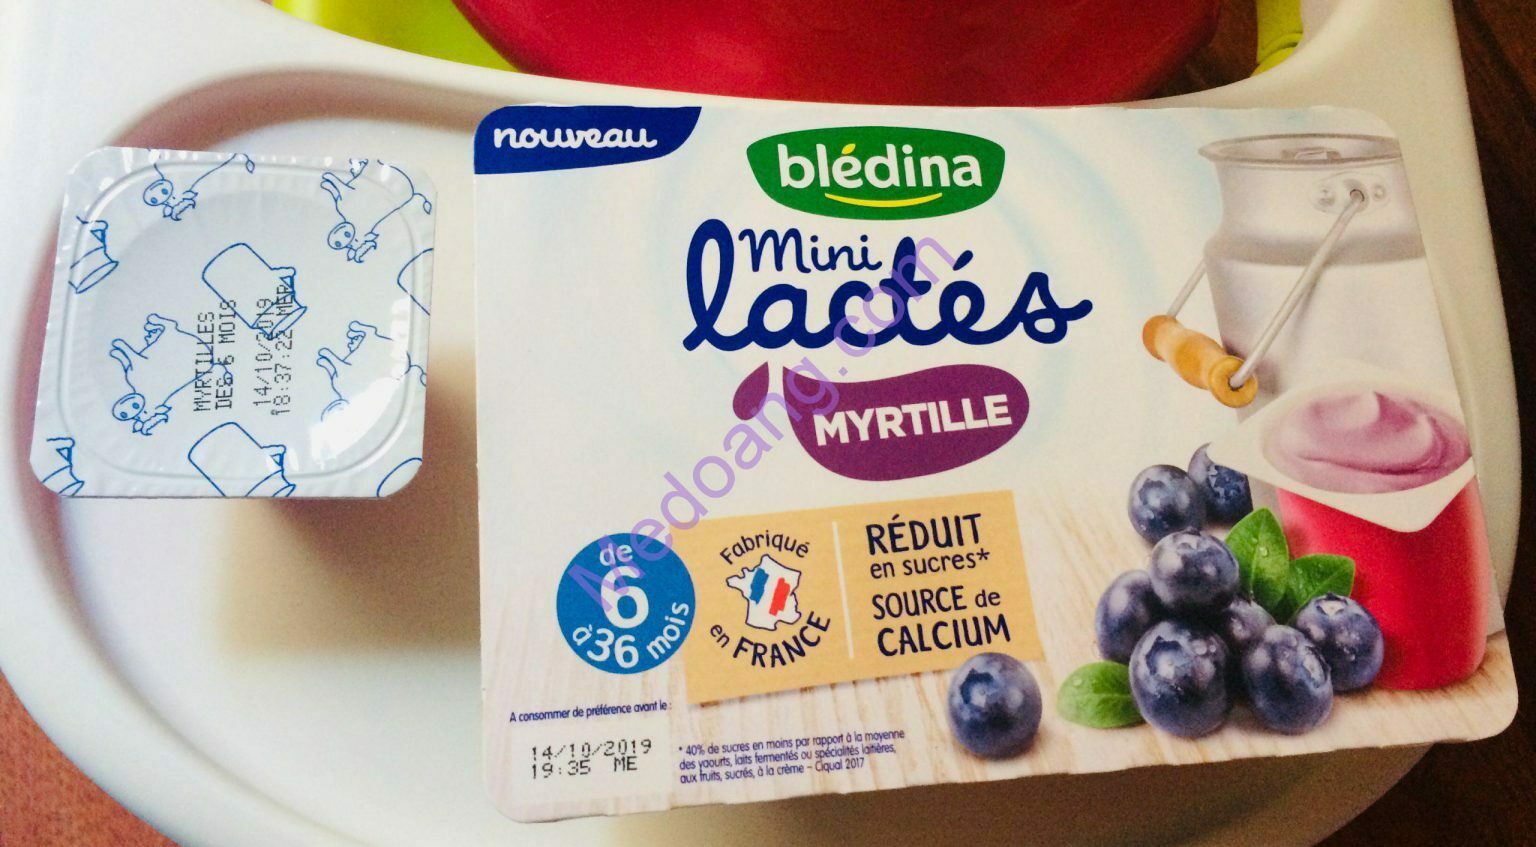 nouveau
blédina
Mini
lactés
MYRTILLE
de
6
à 36 mois
Fabriqué
en FRANCE
RÉDUIT
en sucres*
SOURCE de
CALCIUM
A consommer de préférence avant le :
14/10/2019
19:35 ME
* 40% de sucres en moins par rapport à la moyenne
des yaourts, laits fermentés ou spécialités laitières,
aux fruits, sucrés, à la crème – Ciqual 2017
MYRTILLES
DES 6 MOIS
14/10/2019
18:37:22 MER
Medoang.com